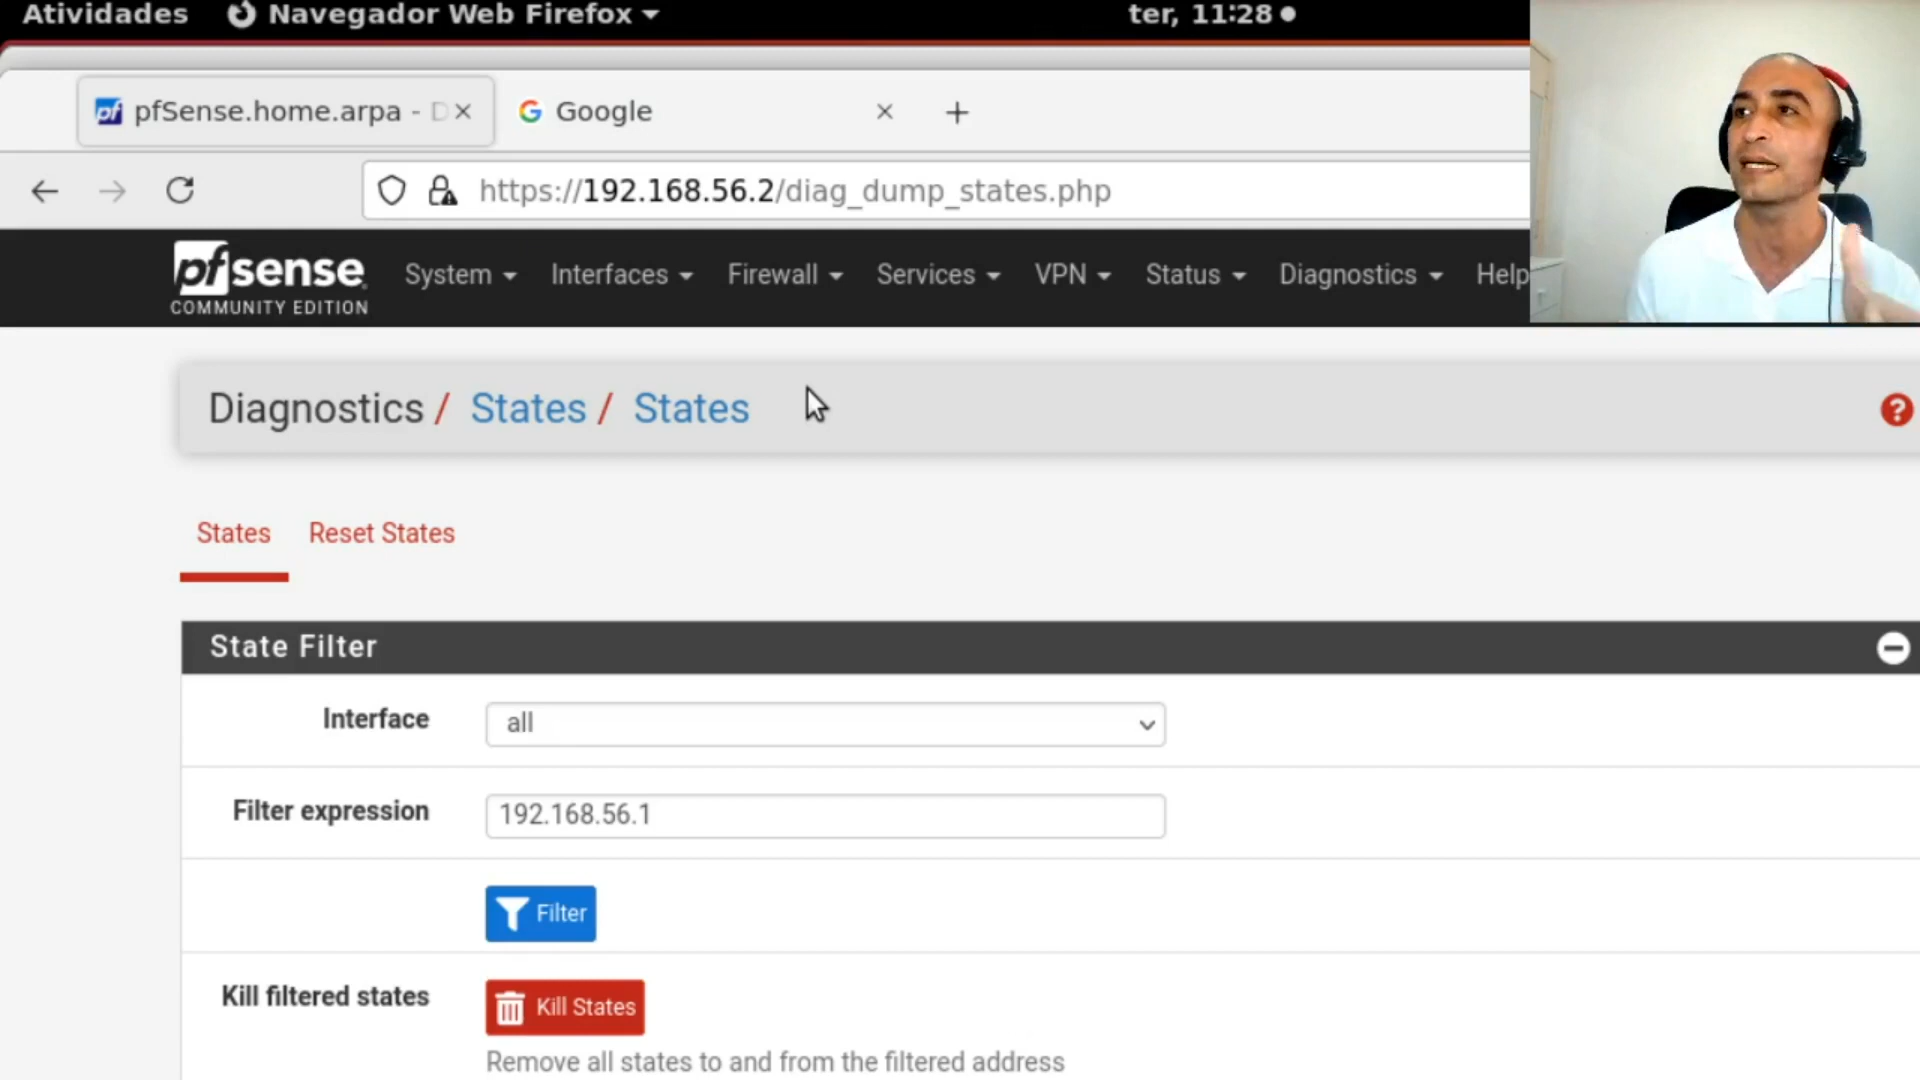 Atividades Navegador Web Firefox ter, 11:28
pfSense.home.arpa - D Google
https://192.168.56.2/diag_dump_states.php
pfsense System Interfaces Firewall Services VPN Status Diagnostics Help
COMMUNITY EDITION
Diagnostics / States / States
States Reset States
State Filter
Interface all
Filter expression 192.168.56.1
Filter
Kill filtered states Kill States
Remove all states to and from the filtered address